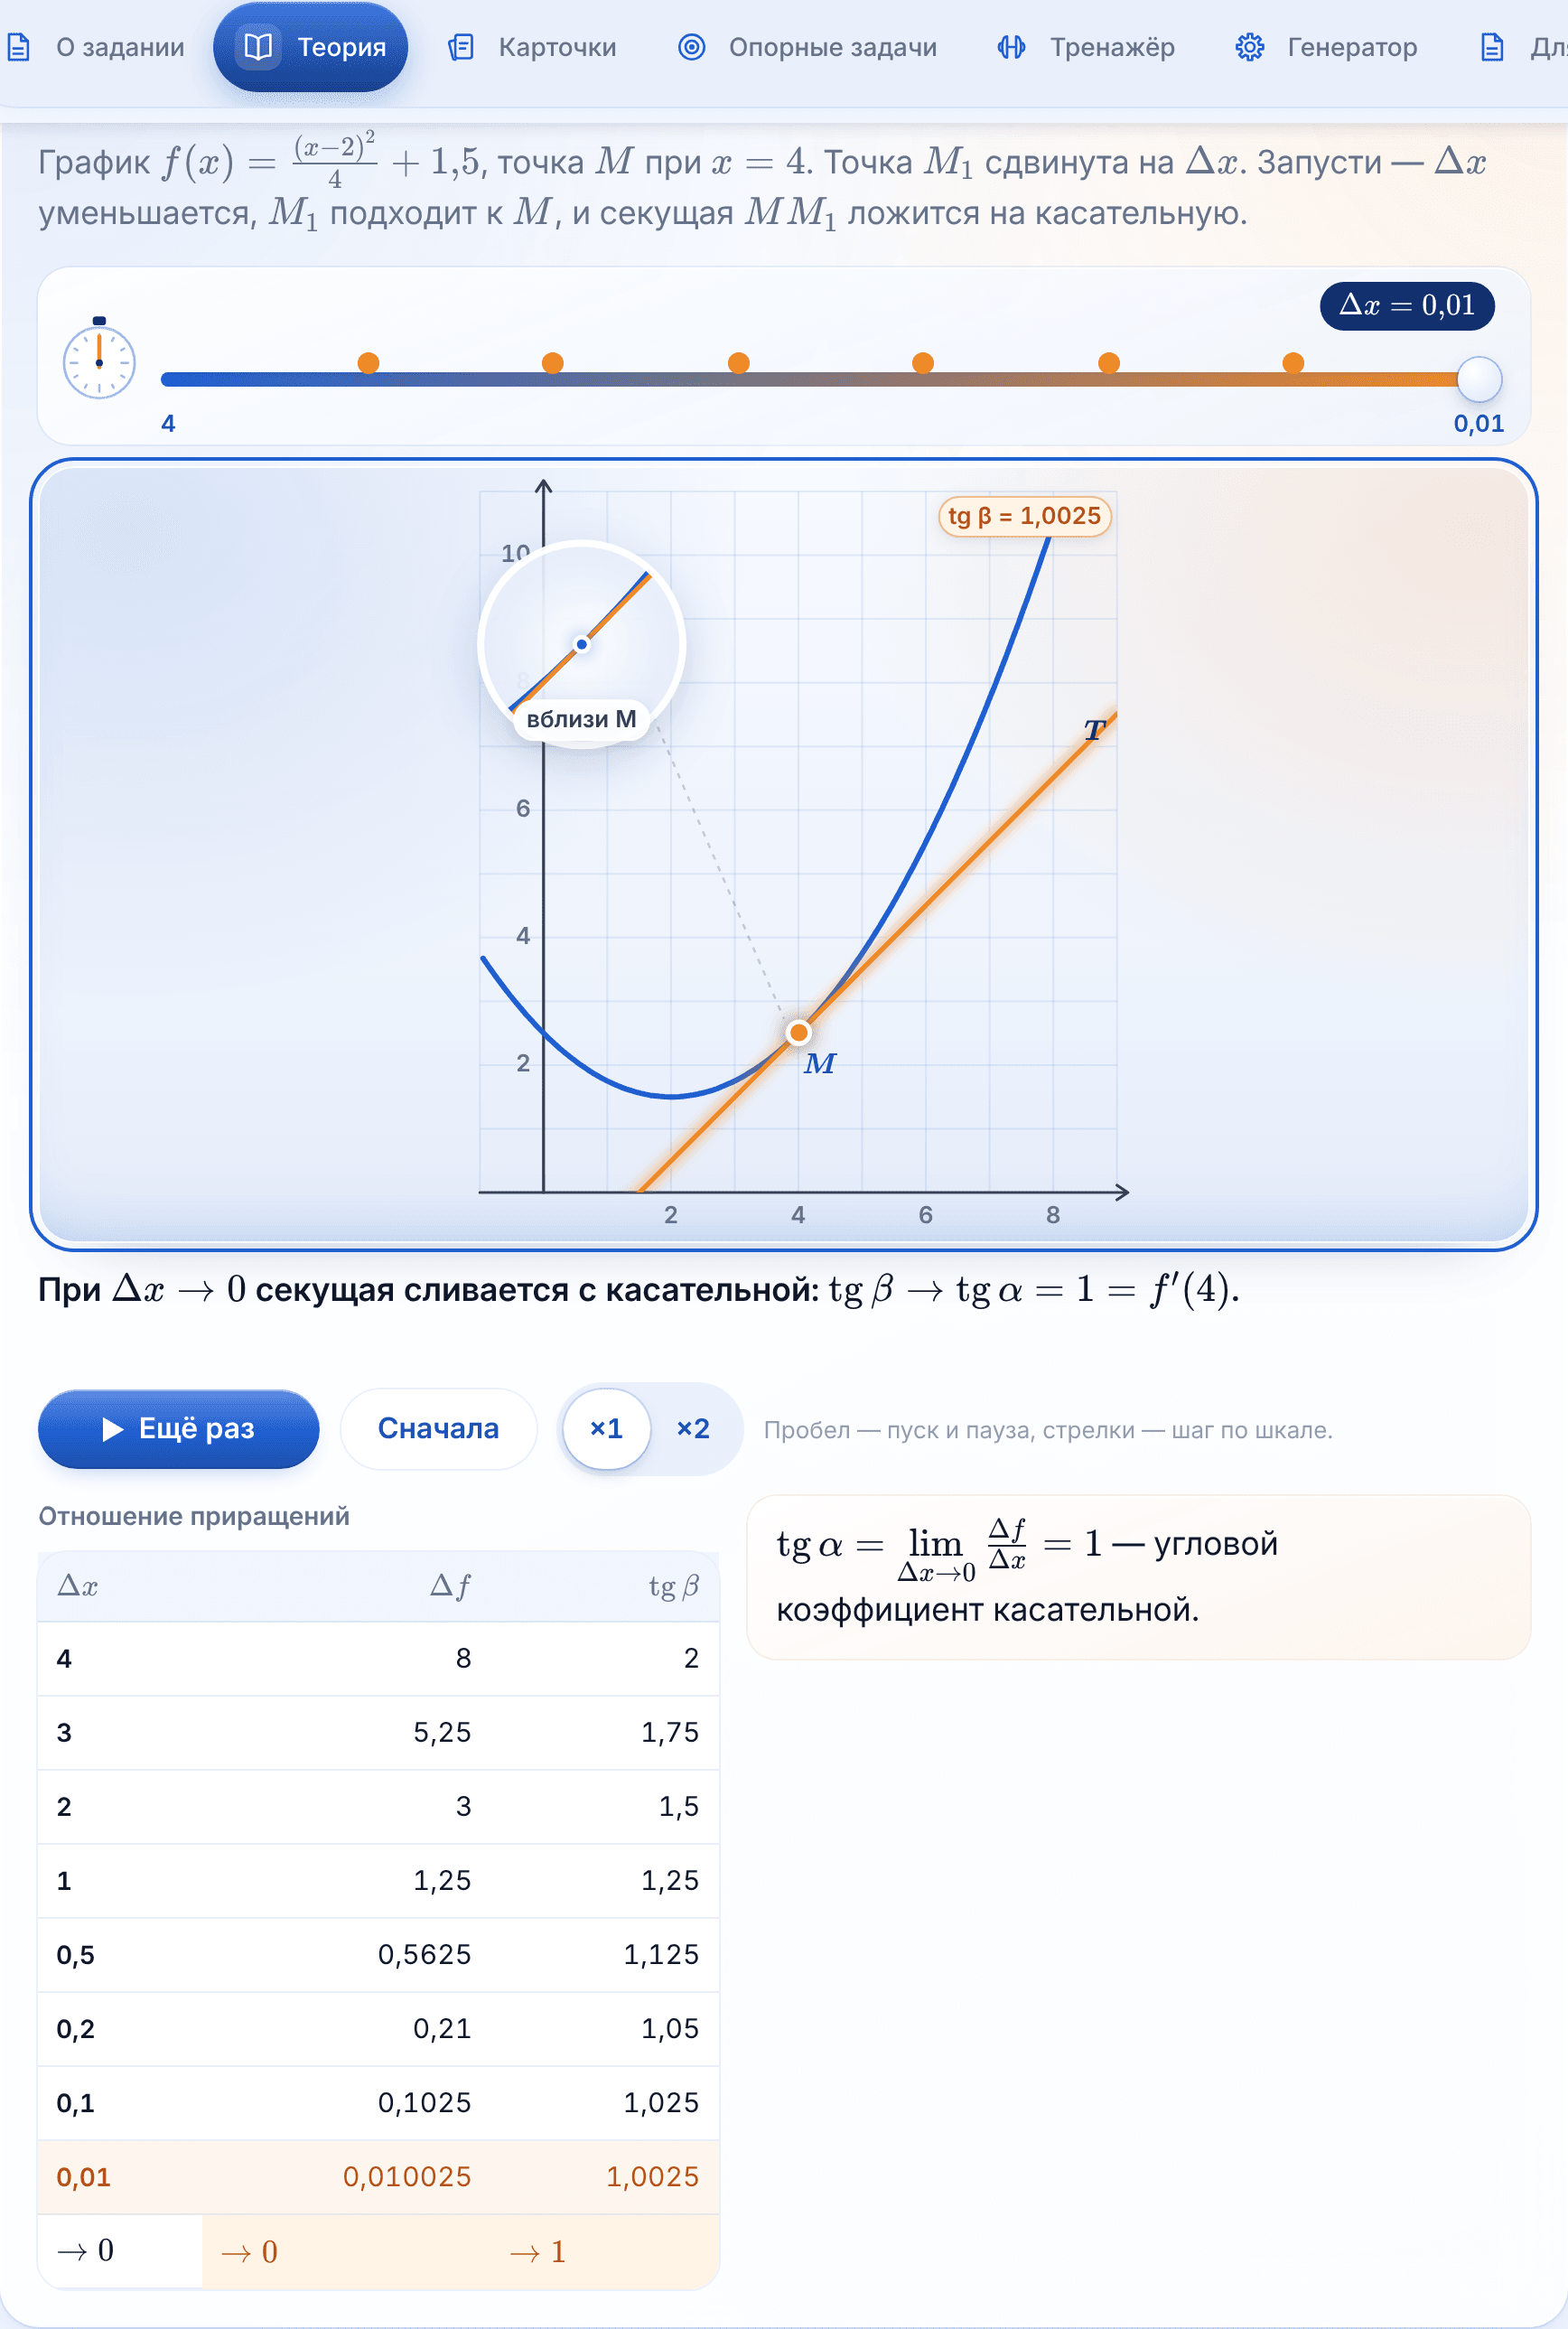 О задании Теория Карточки Опорные задачи Тренажёр Генератор
График f(x) = (x−2)²/4 + 1,5, точка M при x = 4. Точка M₁ сдвинута на Δx. Запусти — Δx
уменьшается, M₁ подходит к M, и секущая MM₁ ложится на касательную.
Δx = 0,01
4 0,01
tg β = 1,0025
10
вблизи M
T
6
4
2
M
2 4 6 8
При Δx → 0 секущая сливается с касательной: tg β → tg α = 1 = f′(4).
Ещё раз Сначала ×1 ×2 Пробел — пуск и пауза, стрелки — шаг по шкале.
Отношение приращений
Δx Δf tg β
4 8 2
3 5,25 1,75
2 3 1,5
1 1,25 1,25
0,5 0,5625 1,125
0,2 0,21 1,05
0,1 0,1025 1,025
0,01 0,010025 1,0025
→ 0 → 0 → 1
tg α = lim Δx→0 Δf/Δx = 1 — угловой
коэффициент касательной.